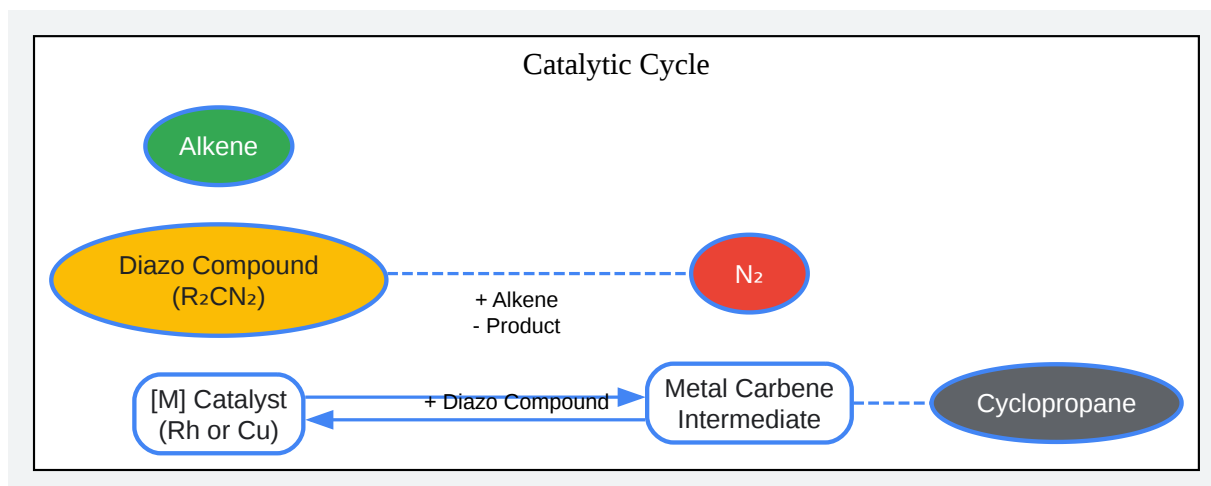 Catalytic Cycle
Alkene
Diazo Compound
(R₂CN₂)
N₂
+ Alkene
- Product
[M] Catalyst
(Rh or Cu)
+ Diazo Compound
Metal Carbene
Intermediate
Cyclopropane